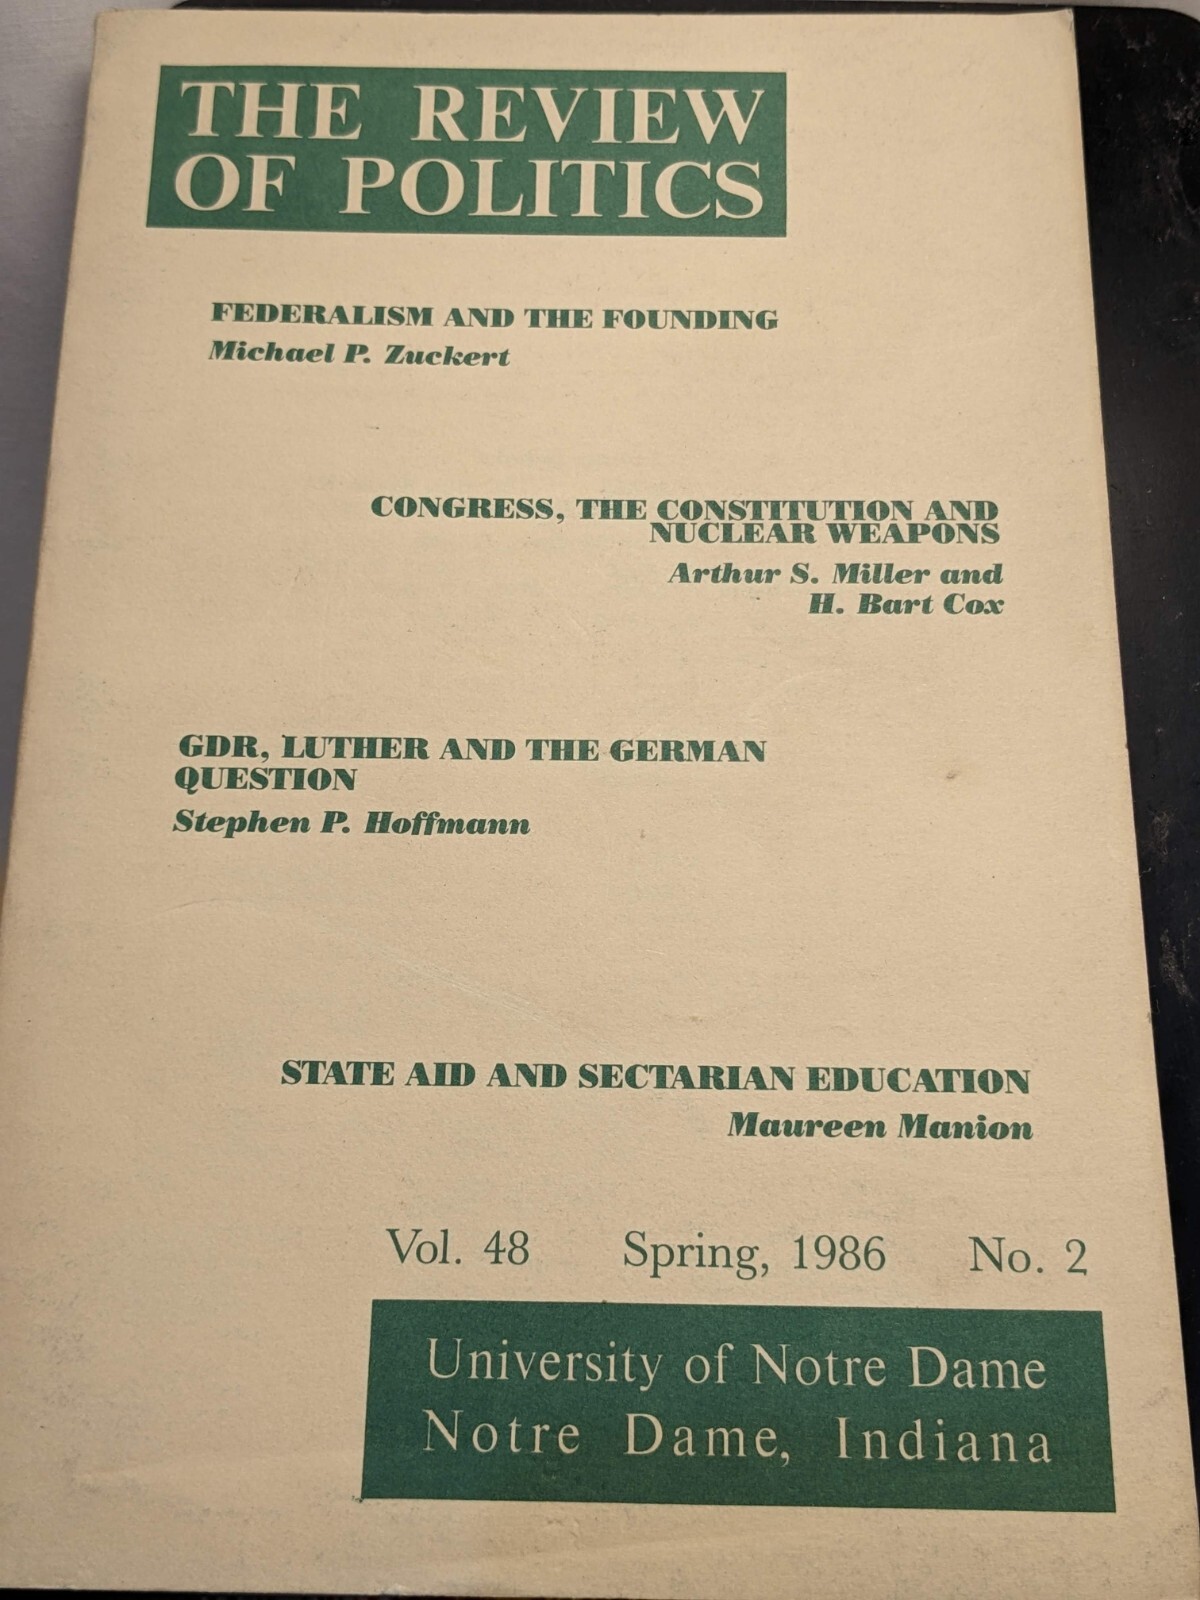 THE REVIEW
OF POLITICS
FEDERALISM AND THE FOUNDING
Michael P. Zuckert
CONGRESS, THE CONSTITUTION AND
NUCLEAR WEAPONS
Arthur S. Miller and
H. Bart Cox
GDR, LUTHER AND THE GERMAN
QUESTION
Stephen P. Hoffmann
STATE AID AND SECTARIAN EDUCATION
Maureen Manion
Vol. 48 Spring, 1986 No. 2
University of Notre Dame
Notre Dame, Indiana